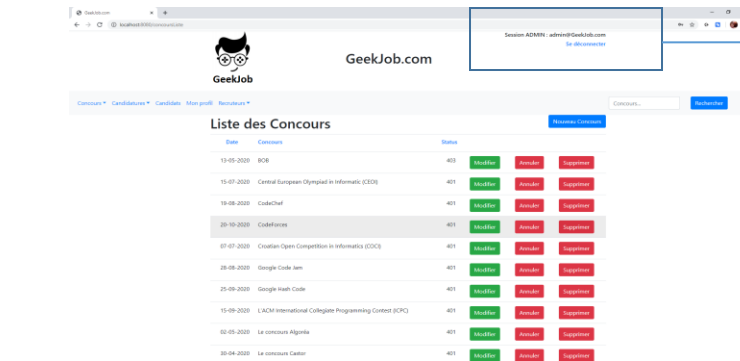 GeekJob.com
localhost:8000/concours/Liste
Session ADMIN : admin@GeekJob.com
Se déconnecter
GeekJob.com
GeekJob
Concours Candidatures Candidats Mon profil Recruteurs
Concours... Rechercher
Liste des Concours
Nouveau Concours
Date Concours Status
13-05-2020 BOB 403 Modifier Annuler Supprimer
15-07-2020 Central European Olympiad in Informatic (CEOI) 401 Modifier Annuler Supprimer
19-08-2020 CodeChef 401 Modifier Annuler Supprimer
20-10-2020 CodeForces 401 Modifier Annuler Supprimer
07-07-2020 Croatian Open Competition in Informatics (COCI) 401 Modifier Annuler Supprimer
28-08-2020 Google Code Jam 401 Modifier Annuler Supprimer
25-09-2020 Google Hash Code 401 Modifier Annuler Supprimer
15-09-2020 L'ACM International Collegiate Programming Contest (ICPC) 401 Modifier Annuler Supprimer
02-05-2020 Le concours Algoréa 401 Modifier Annuler Supprimer
30-04-2020 Le concours Castor 401 Modifier Annuler Supprimer